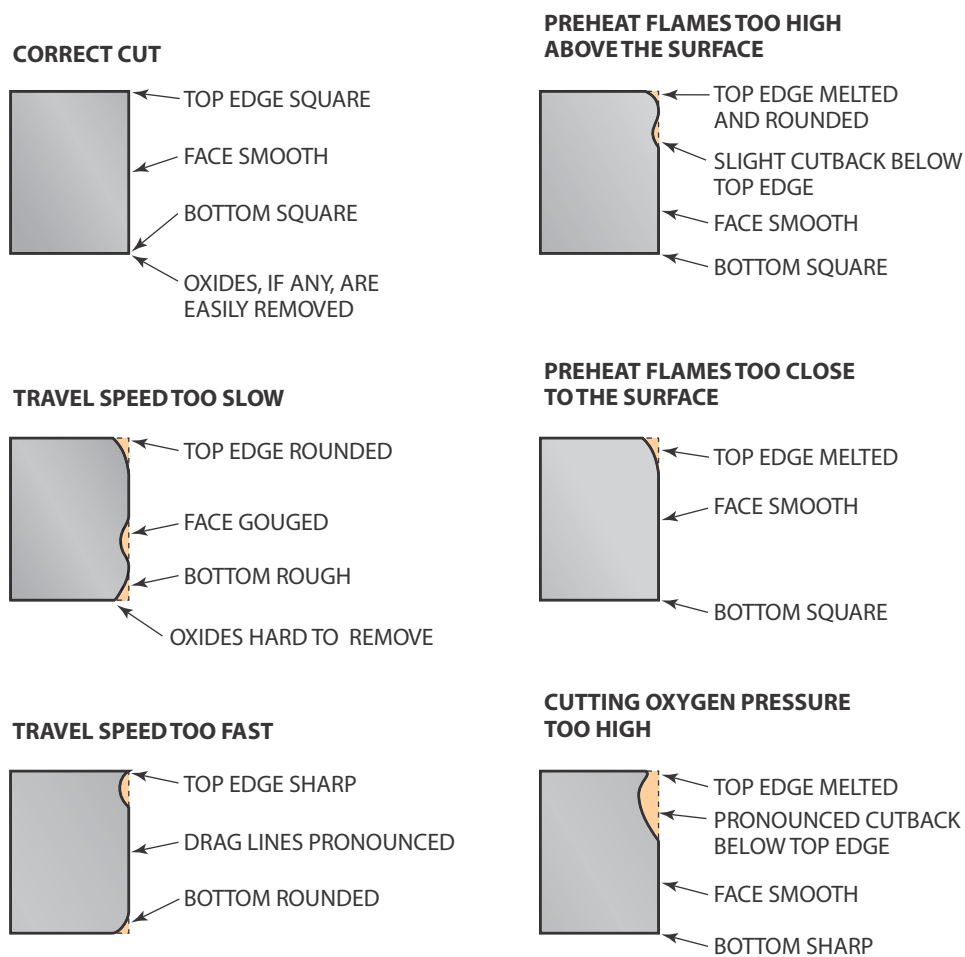 CORRECT CUT
TOP EDGE SQUARE
FACE SMOOTH
BOTTOM SQUARE
OXIDES, IF ANY, ARE
EASILY REMOVED
TRAVEL SPEED TOO SLOW
TOP EDGE ROUNDED
FACE GOUGED
BOTTOM ROUGH
OXIDES HARD TO REMOVE
TRAVEL SPEED TOO FAST
TOP EDGE SHARP
DRAG LINES PRONOUNCED
BOTTOM ROUNDED
PREHEAT FLAMES TOO HIGH
ABOVE THE SURFACE
TOP EDGE MELTED
AND ROUNDED
SLIGHT CUTBACK BELOW
TOP EDGE
FACE SMOOTH
BOTTOM SQUARE
PREHEAT FLAMES TOO CLOSE
TO THE SURFACE
TOP EDGE MELTED
FACE SMOOTH
BOTTOM SQUARE
CUTTING OXYGEN PRESSURE
TOO HIGH
TOP EDGE MELTED
PRONOUNCED CUTBACK
BELOW TOP EDGE
FACE SMOOTH
BOTTOM SHARP